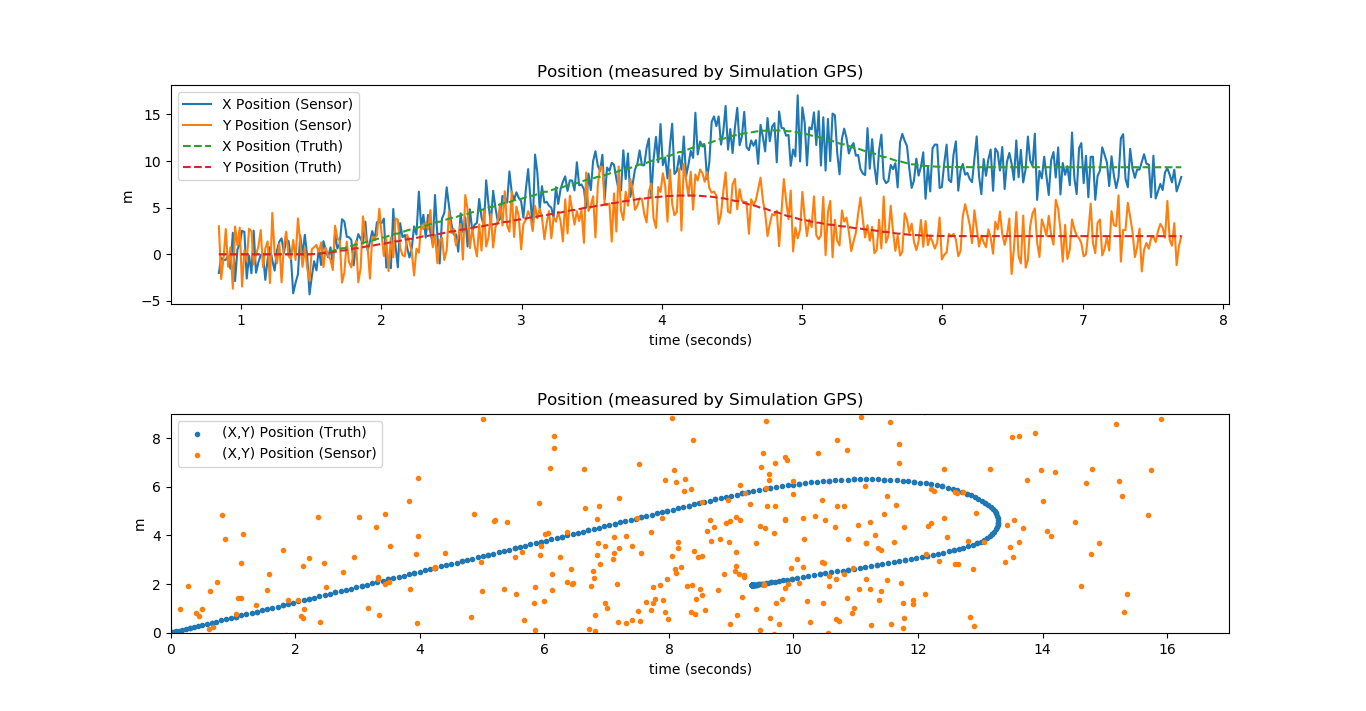 Position (measured by Simulation GPS)
X Position (Sensor)
Y Position (Sensor)
X Position (Truth)
Y Position (Truth)
m
15
10
5
0
−5
1 2 3 4 5 6 7 8
time (seconds)
Position (measured by Simulation GPS)
(X,Y) Position (Truth)
(X,Y) Position (Sensor)
m
8
6
4
2
0
0 2 4 6 8 10 12 14 16
time (seconds)